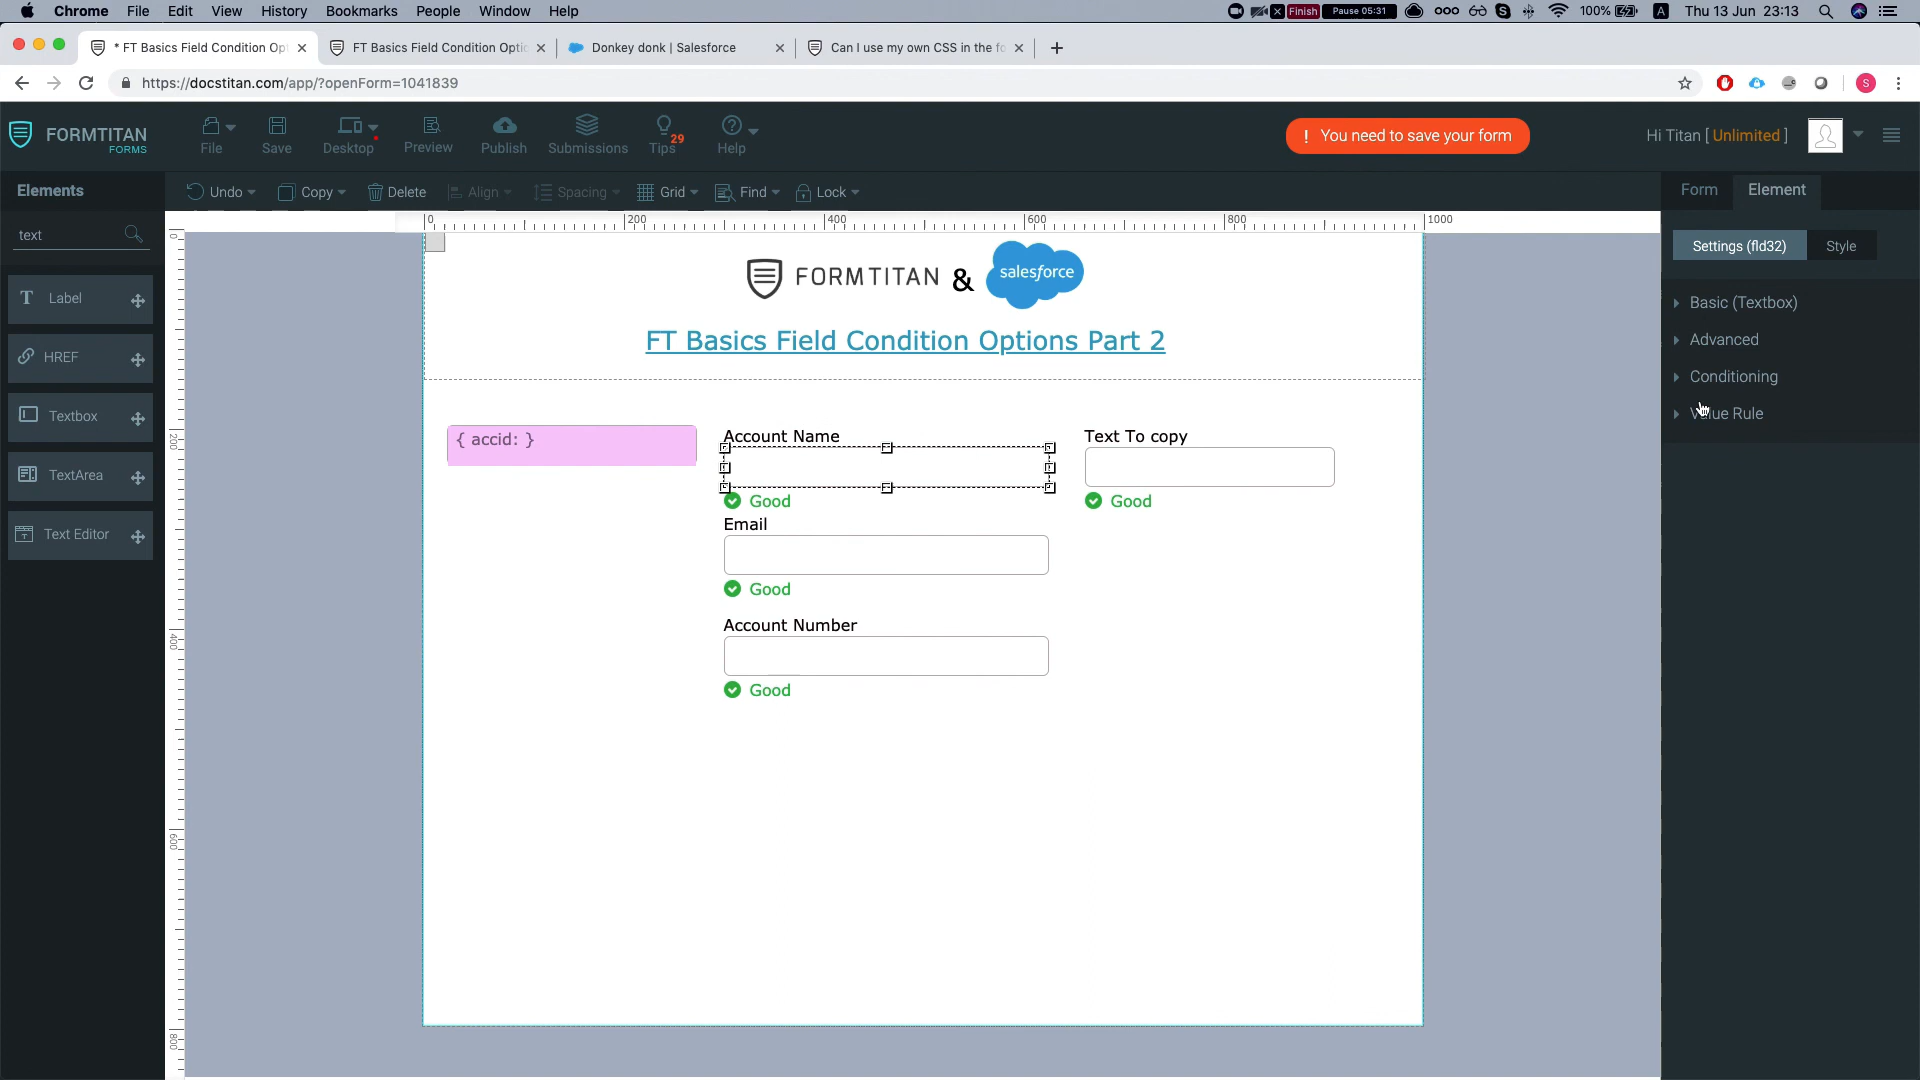 Chrome File Edit View History Bookmarks People Window Help Finish Pause 05:31 100% A Thu 13 Jun 23:13
* FT Basics Field Condition Op
FT Basics Field Condition Optic
Donkey donk | Salesforce
Can I use my own CSS in the fo
https://docstitan.com/app/?openForm=1041839
S
FORMTITAN
FORMS
File
Save
Desktop
Preview
Publish
Submissions
Tips
29
Help
! You need to save your form
Hi Titan [ Unlimited ]
Elements
Undo
Copy
Delete
Align
Spacing
Grid
Find
Lock
Form
Element
text
0 200 400 600 800 1000
Settings (fld32)
Style
Label
HREF
Textbox
TextArea
Text Editor
0
200
400
600
800
FORMTITAN & salesforce
FT Basics Field Condition Options Part 2
{ accid: }
Account Name
Good
Email
Good
Account Number
Good
Text To copy
Good
Basic (Textbox)
Advanced
Conditioning
Value Rule